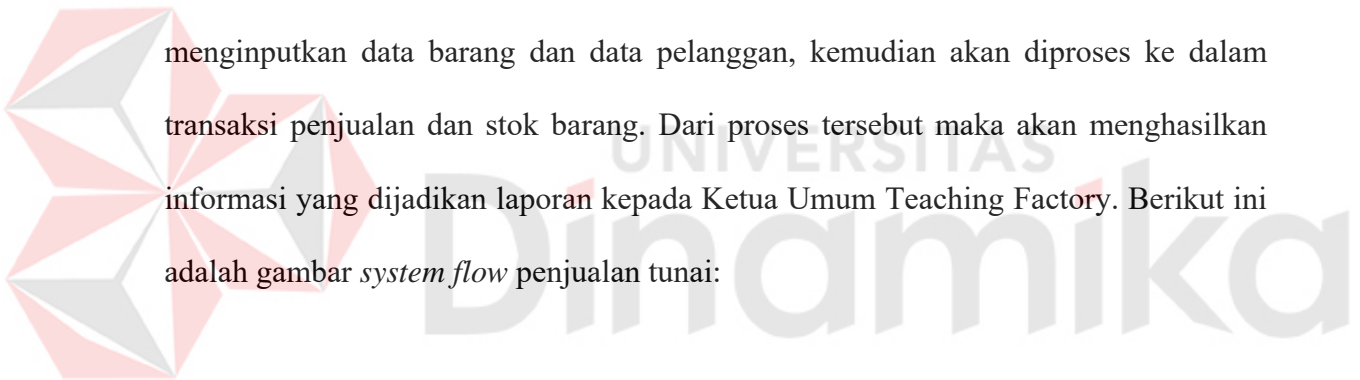 menginputkan data barang dan data pelanggan, kemudian akan diproses ke dalam
transaksi penjualan dan stok barang. Dari proses tersebut maka akan menghasilkan
UNIVERSITAS
informasi yang dijadikan laporan kepada Ketua Umum Teaching Factory. Berikut ini
Dinamika
adalah gambar system flow penjualan tunai: